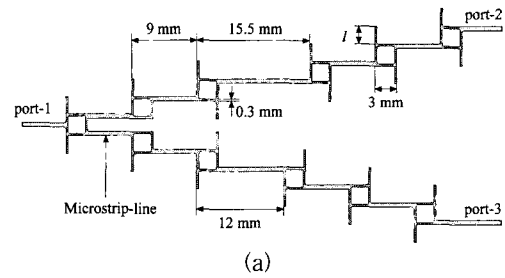 9 mm
15.5 mm
l
port-2
3 mm
0.3 mm
port-1
Microstrip-line
12 mm
port-3
(a)